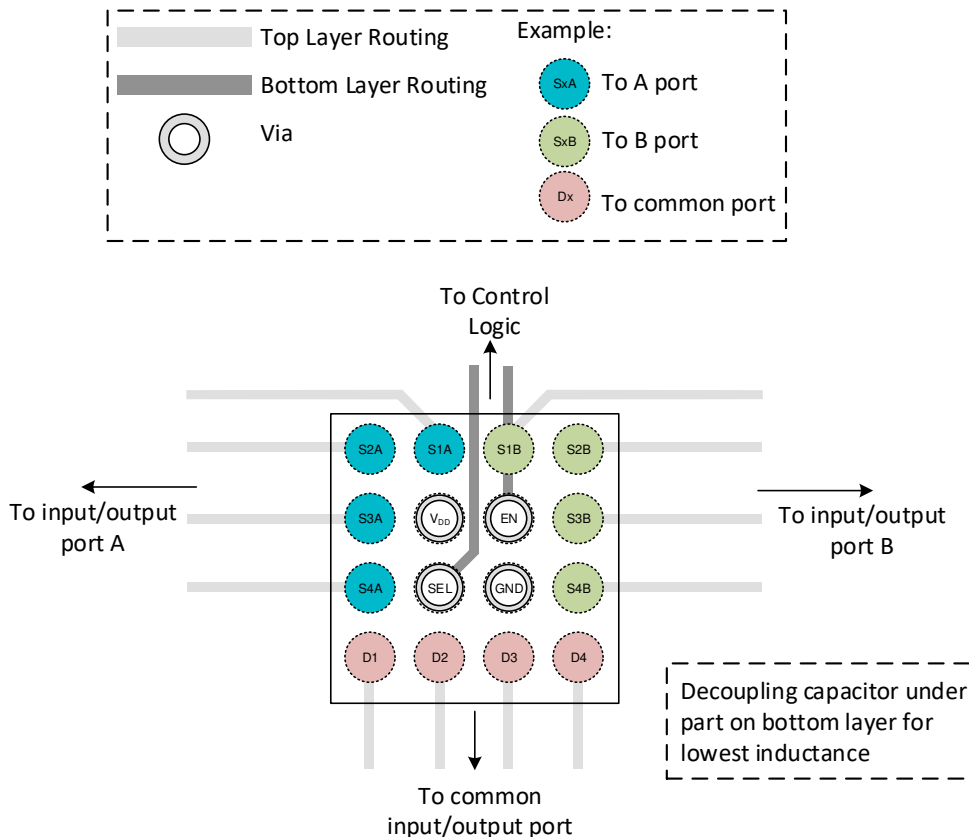 Top Layer Routing
Bottom Layer Routing
Via
Example:
SxA
To A port
SxB
To B port
Dx
To common port
To Control
Logic
S2A
S1A
S1B
S2B
To input/output
port A
S3A
VDD
EN
S3B
To input/output
port B
S4A
SEL
GND
S4B
D1
D2
D3
D4
Decoupling capacitor under
part on bottom layer for
lowest inductance
To common
input/output port